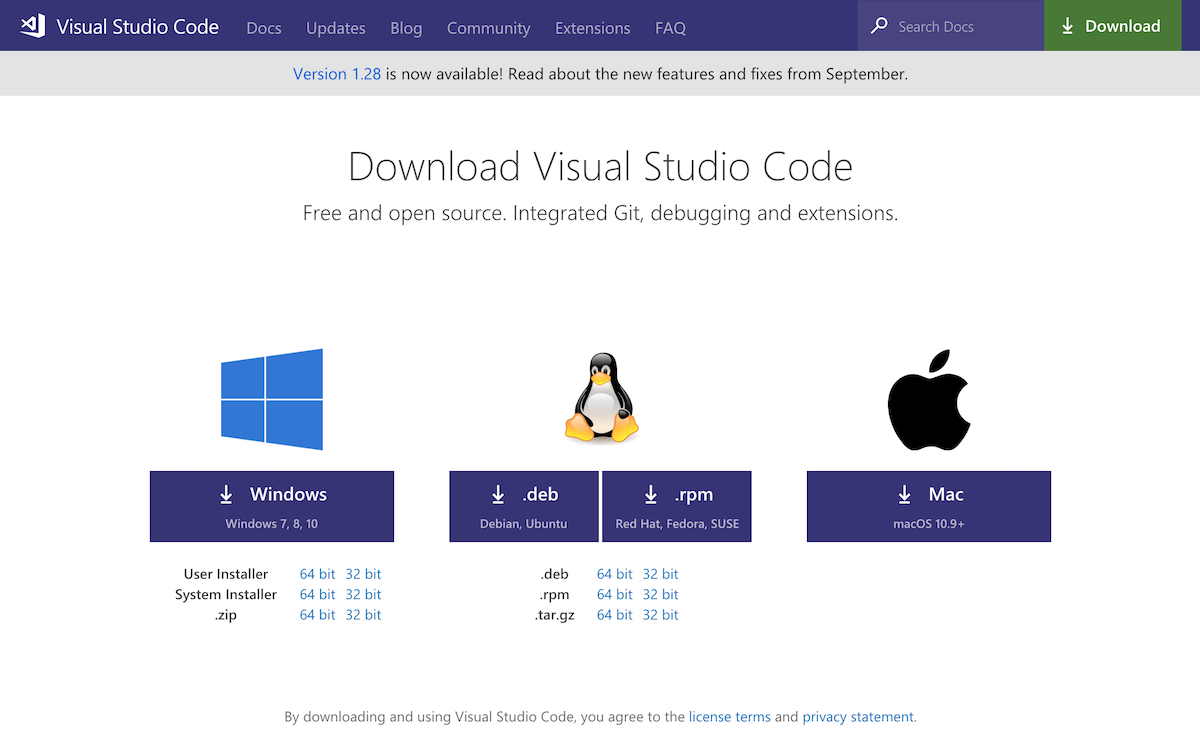 Visual Studio Code Docs Updates Blog Community Extensions FAQ Search Docs Download
Version 1.28 is now available! Read about the new features and fixes from September.
Download Visual Studio Code
Free and open source. Integrated Git, debugging and extensions.
Windows
Windows 7, 8, 10
User Installer 64 bit 32 bit
System Installer 64 bit 32 bit
.zip 64 bit 32 bit
.deb
Debian, Ubuntu
.rpm
Red Hat, Fedora, SUSE
.deb 64 bit 32 bit
.rpm 64 bit 32 bit
.tar.gz 64 bit 32 bit
Mac
macOS 10.9+
By downloading and using Visual Studio Code, you agree to the license terms and privacy statement.